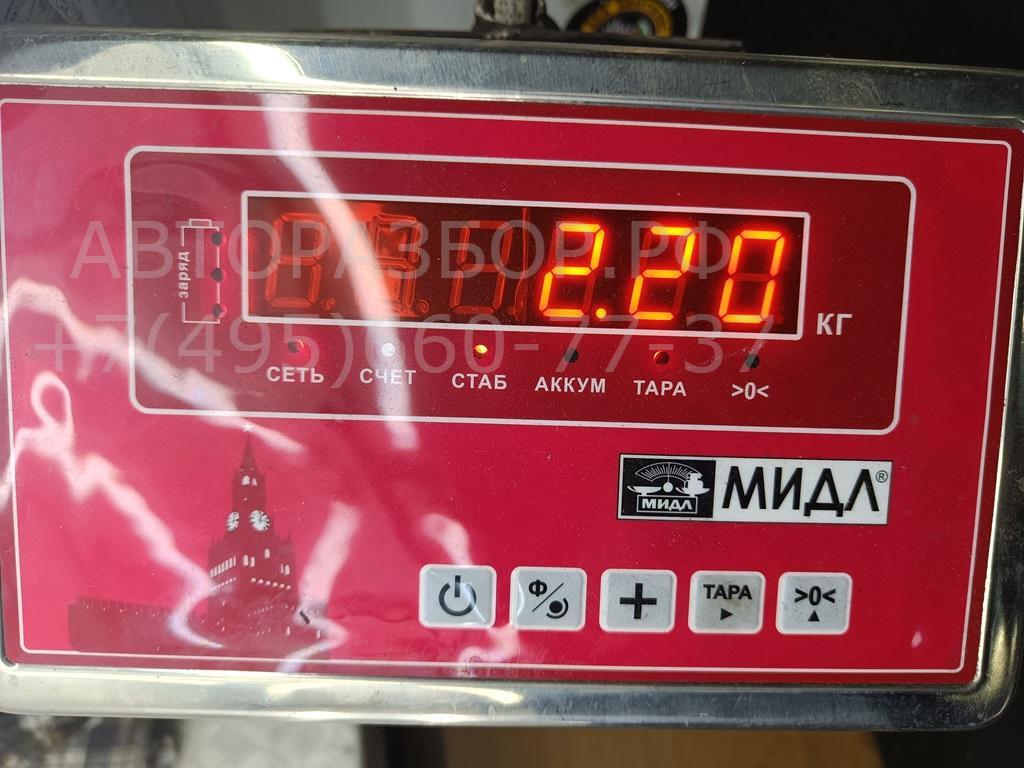 АВТОРАЗБОР.РФ
+7(495)660-77-37
заряд
2.20
КГ
СЕТЬ СЧЕТ СТАБ АККУМ ТАРА >0<
МИДЛ МИДЛ®
Ф ТАРА >0<